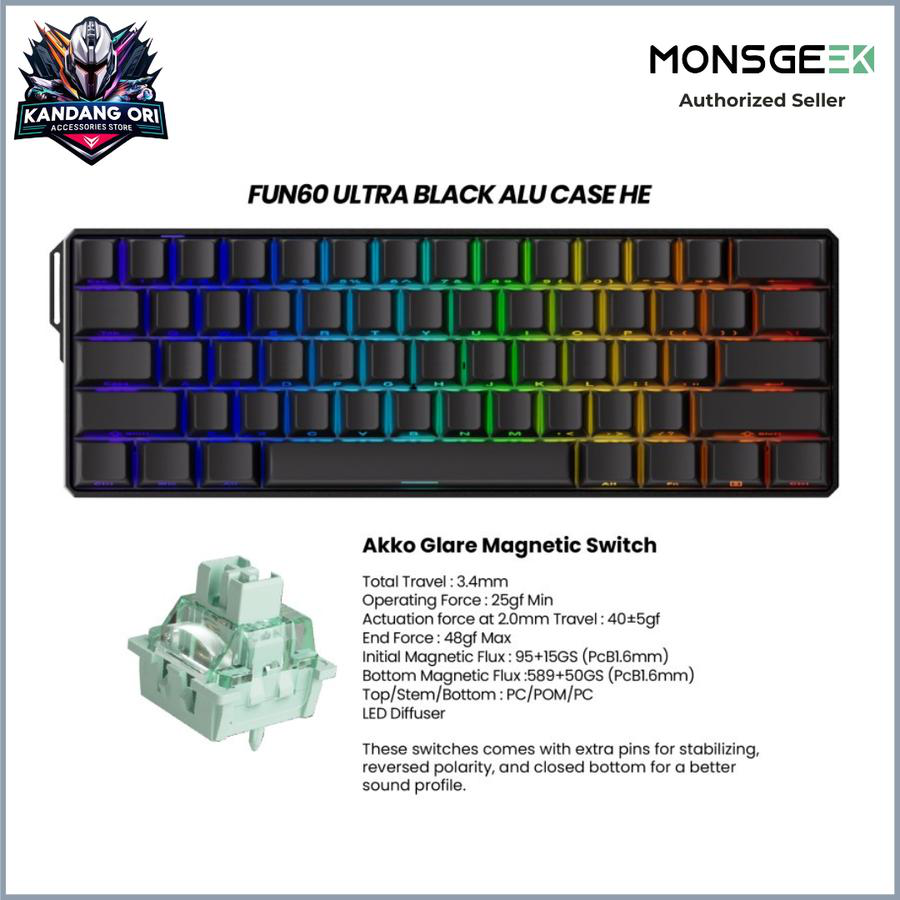 KANDANG ORI
ACCESSORIES STORE
MONSGEEK
Authorized Seller
FUN60 ULTRA BLACK ALU CASE HE
Akko Glare Magnetic Switch
Total Travel : 3.4mm
Operating Force : 25gf Min
Actuation force at 2.0mm Travel : 40±5gf
End Force : 48gf Max
Initial Magnetic Flux : 95+15GS (PcB1.6mm)
Bottom Magnetic Flux :589+50GS (PcB1.6mm)
Top/Stem/Bottom : PC/POM/PC
LED Diffuser
These switches comes with extra pins for stabilizing,
reversed polarity, and closed bottom for a better
sound profile.